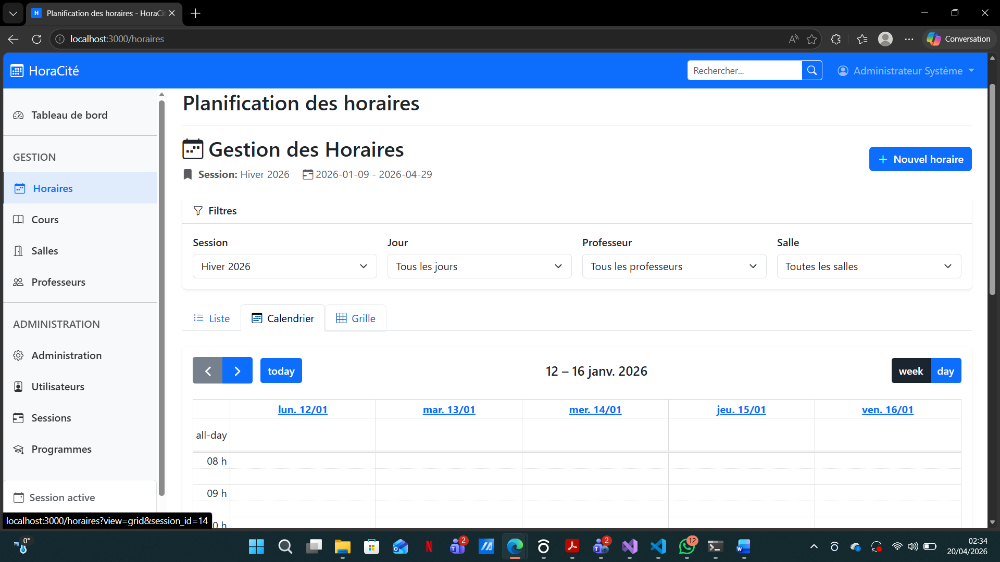 Planification des horaires - HoraCit
localhost:3000/horaires
Conversation
HoraCité
Rechercher...
Administrateur Système
Tableau de bord
GESTION
Horaires
Cours
Salles
Professeurs
ADMINISTRATION
Administration
Utilisateurs
Sessions
Programmes
Session active
localhost:3000/horaires?view=grid&session_id=14
Planification des horaires
Gestion des Horaires
Session: Hiver 2026 2026-01-09 - 2026-04-29
Nouvel horaire
Filtres
Session Jour Professeur Salle
Hiver 2026 Tous les jours Tous les professeurs Toutes les salles
Liste Calendrier Grille
today 12 – 16 janv. 2026 week day
lun. 12/01 mar. 13/01 mer. 14/01 jeu. 15/01 ven. 16/01
all-day
08 h
09 h
0 h
0° 2 2 12
02:34
20/04/2026